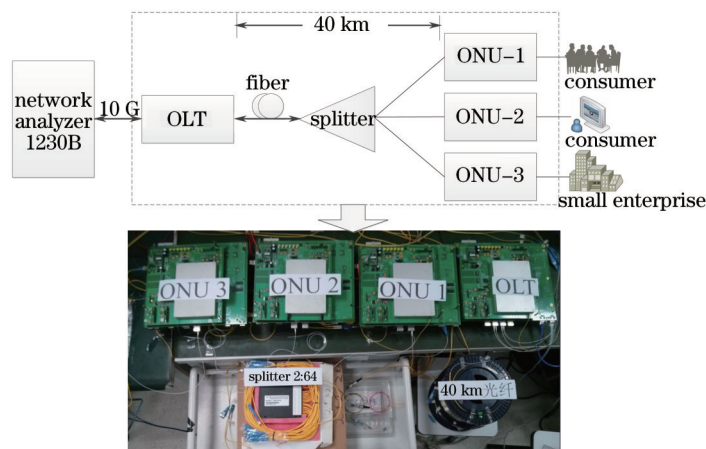 40 km
network
analyzer
1230B
10 G
OLT
fiber
splitter
ONU-1
consumer
ONU-2
consumer
ONU-3
small enterprise
ONU 3
ONU 2
ONU 1
OLT
splitter 2:64
40 km光纤